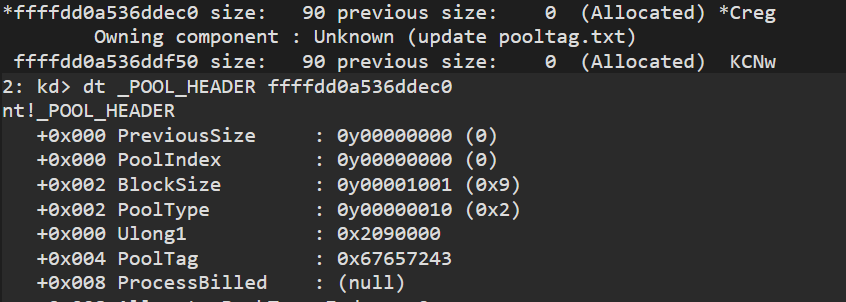 *ffffdd0a536ddec0 size:   90 previous size:    0  (Allocated) *Creg
Owning component : Unknown (update pooltag.txt)
ffffdd0a536ddf50 size:   90 previous size:    0  (Allocated)  KCNw
2: kd> dt _POOL_HEADER ffffdd0a536ddec0
nt!_POOL_HEADER
+0x000 PreviousSize     : 0y00000000 (0)
+0x000 PoolIndex        : 0y00000000 (0)
+0x002 BlockSize        : 0y00001001 (0x9)
+0x002 PoolType         : 0y00000010 (0x2)
+0x000 Ulong1           : 0x2090000
+0x004 PoolTag          : 0x67657243
+0x008 ProcessBilled    : (null)